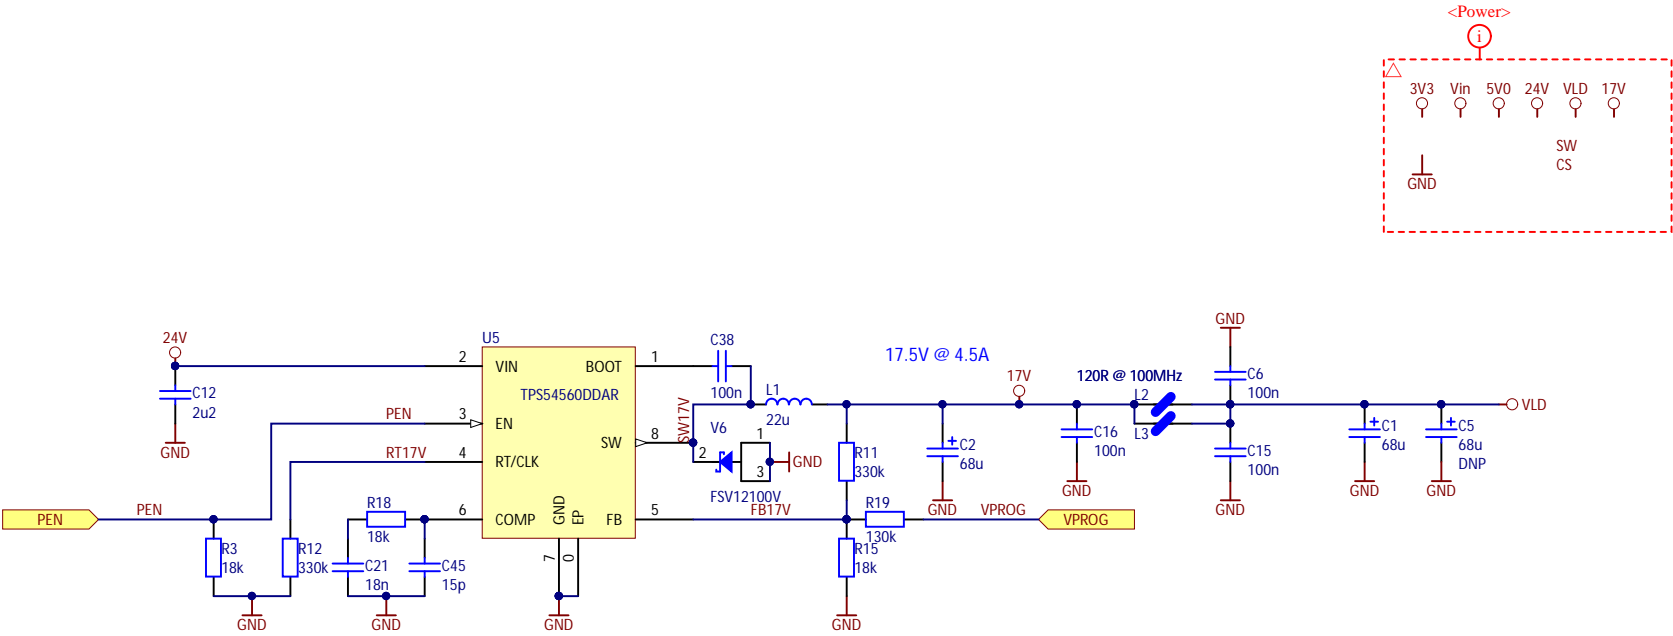 <Power>
i
3V3 Vin 5V0 24V VLD 17V
SW
CS
GND
GND
24V
U5
C38
17.5V @ 4.5A
2 VIN BOOT 1
17V
120R @ 100MHz
C6
100n
C12
2u2
TPS54560DDAR
100n
L1
22u
L2
L3
VLD
PEN
3 EN
SW17V
V6
1
C1
68u
C5
68u
DNP
SW 8
2
3
GND
C2
68u
C16
100n
C15
100n
GND
RT17V
4 RT/CLK
R11
330k
FSV12100V
GND
GND
GND
GND
GND
PEN
PEN
R18
18k
6 COMP
GND
EP
FB 5
FB17V
R19
130k
VPROG
VPROG
R3
18k
R12
330k
C21
18n
C45
15p
7
0
R15
18k
GND
GND
GND
GND